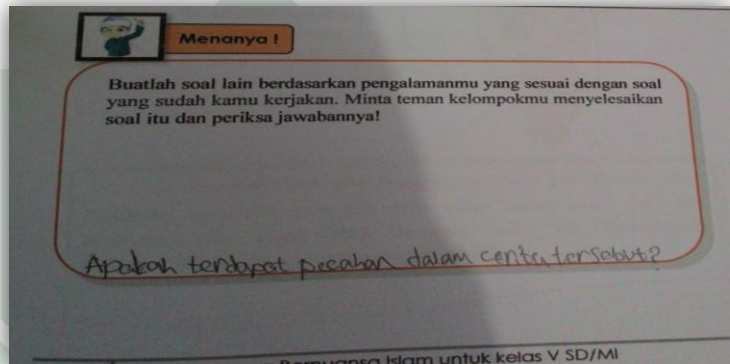 Menanya !
Buatlah soal lain berdasarkan pengalamanmu yang sesuai dengan soal
yang sudah kamu kerjakan. Minta teman kelompokmu menyelesaikan
soal itu dan periksa jawabannya!
Apakah terdapat pecahan dalam cerita tersebut?
Islam untuk kelas V SD/MI